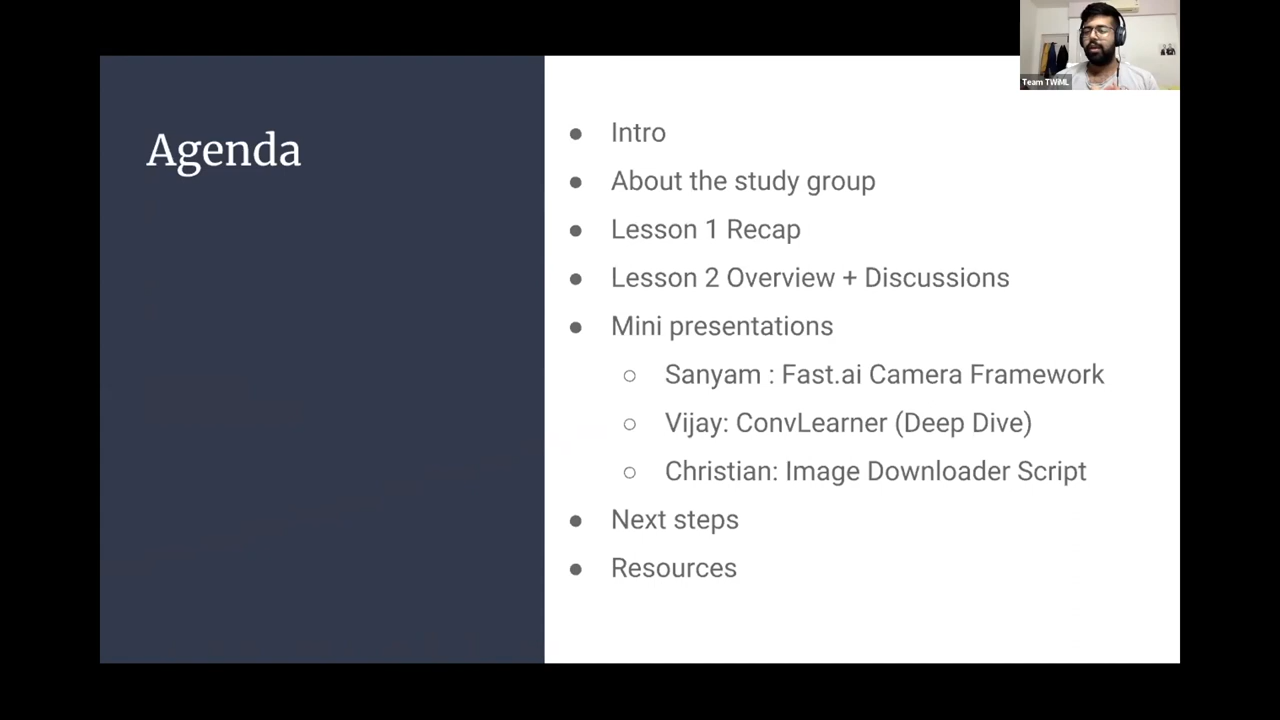 Agenda
Intro
About the study group
Lesson 1 Recap
Lesson 2 Overview + Discussions
Mini presentations
Sanyam : Fast.ai Camera Framework
Vijay: ConvLearner (Deep Dive)
Christian: Image Downloader Script
Next steps
Resources
Team TWiML